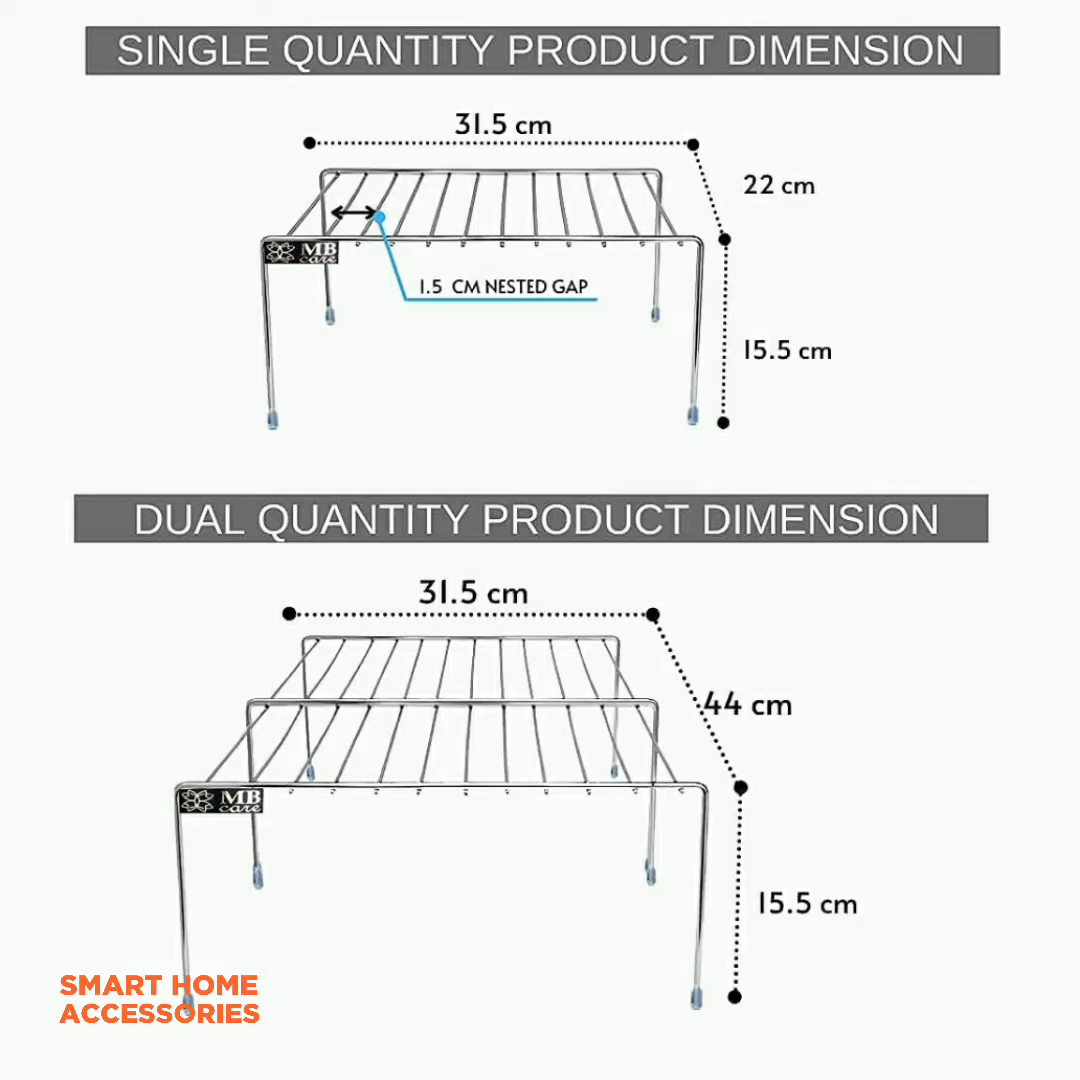 SINGLE QUANTITY PRODUCT DIMENSION
31.5 cm
22 cm
MB
care
1.5 CM NESTED GAP
15.5 cm
DUAL QUANTITY PRODUCT DIMENSION
31.5 cm
44 cm
MB
care
15.5 cm
SMART HOME
ACCESSORIES